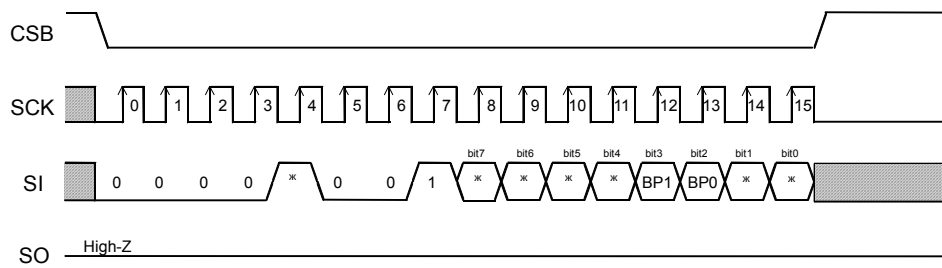 CSB
SCK 0 1 2 3 4 5 6 7 8 9 10 11 12 13 14 15
bit7 bit6 bit5 bit4 bit3 bit2 bit1 bit0
SI 0 0 0 0 ж 0 0 1 ж ж ж ж BP1 BP0 ж ж
High-Z
SO